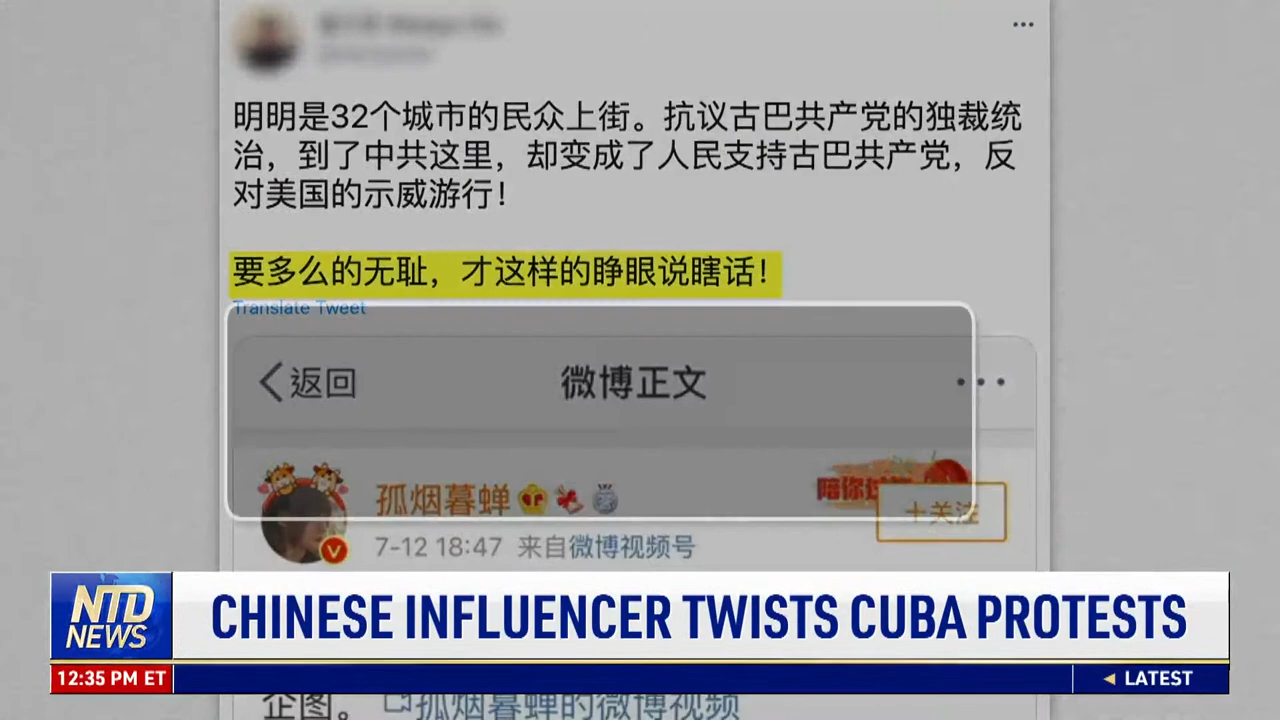 明明是32个城市的民众上街。抗议古巴共产党的独裁统
治，到了中共这里，却变成了人民支持古巴共产党，反
对美国的示威游行！
要多么的无耻，才这样的睁眼说瞎话！
Translate Tweet
返回
微博正文
孤烟暮蝉
陪你
+关注
7-12 18:47 来自微博视频号
NTD
NEWS
CHINESE INFLUENCER TWISTS CUBA PROTESTS
12:35 PM ET
LATEST
企图。 孤烟暮蝉的微博视频